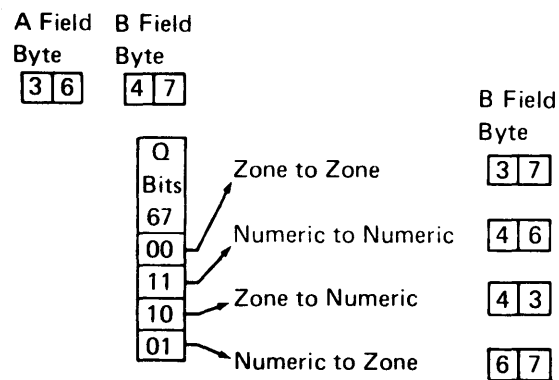 A Field B Field
Byte Byte
3 6 4 7
B Field
Byte
Q
Bits
67
Zone to Zone 3 7
00
Numeric to Numeric 4 6
11
Zone to Numeric 4 3
10
01
Numeric to Zone 6 7